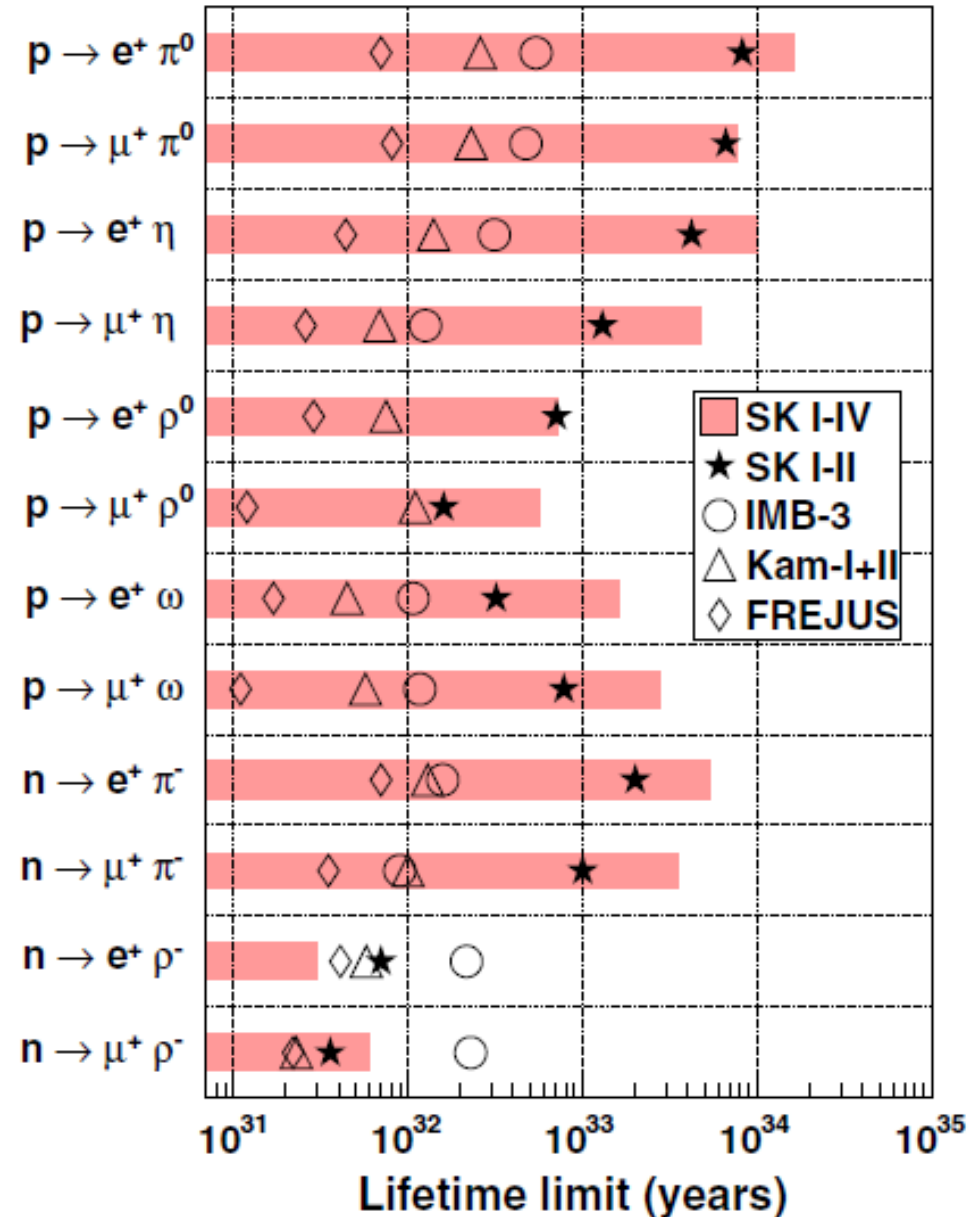 p → e⁺ π⁰
p → μ⁺ π⁰
p → e⁺ η
p → μ⁺ η
p → e⁺ ρ⁰
p → μ⁺ ρ⁰
p → e⁺ ω
p → μ⁺ ω
n → e⁺ π⁻
n → μ⁺ π⁻
n → e⁺ ρ⁻
n → μ⁺ ρ⁻
SK I-IV
SK I-II
IMB-3
Kam-I+II
FREJUS
10³¹ 10³² 10³³ 10³⁴ 10³⁵
Lifetime limit (years)